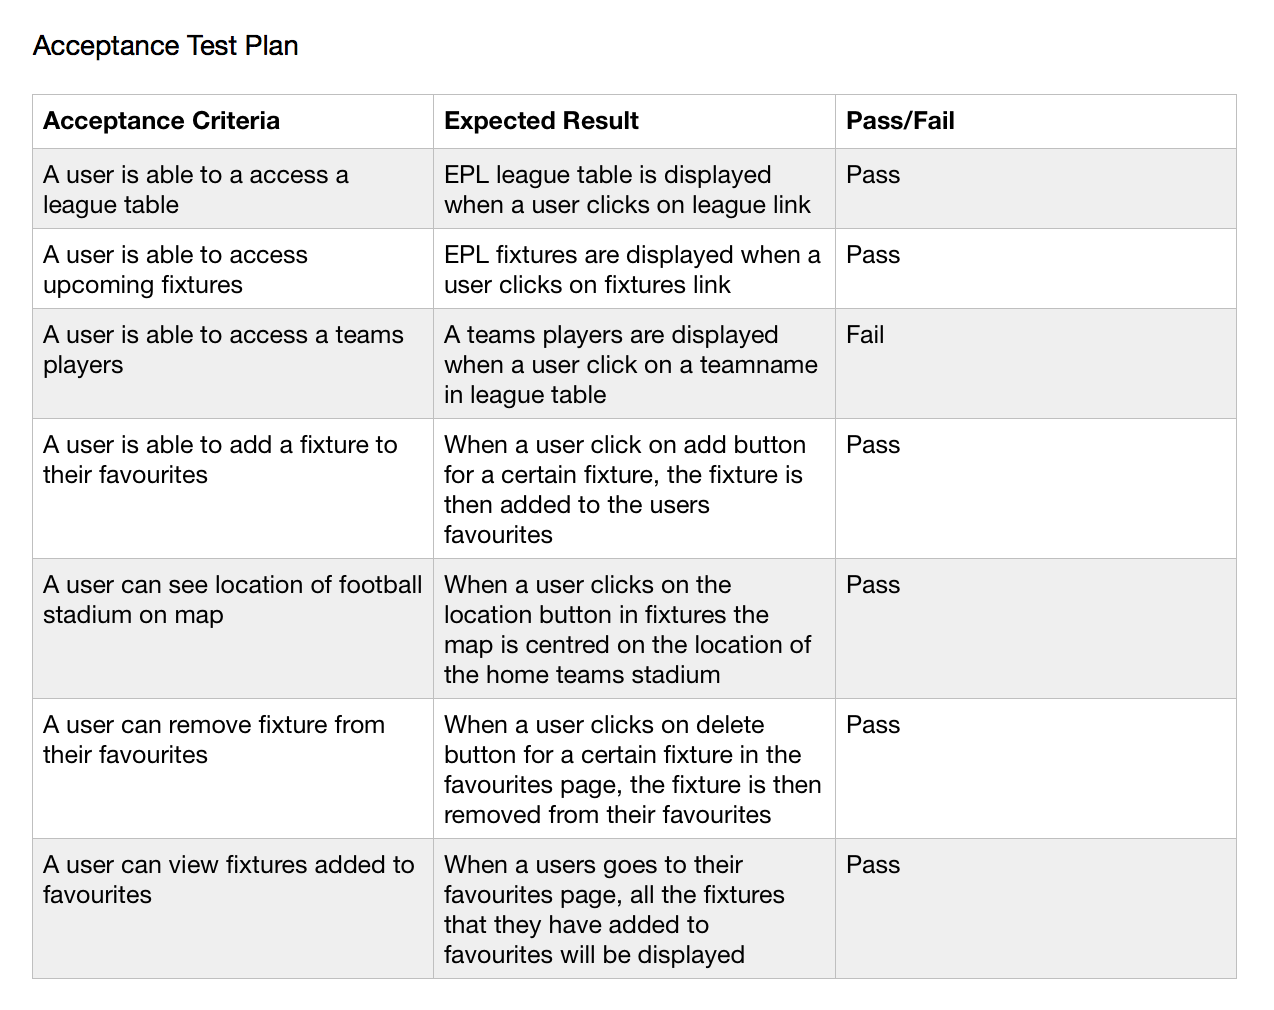 Acceptance Test Plan
Acceptance Criteria
Expected Result
Pass/Fail
A user is able to a access a
league table
EPL league table is displayed
when a user clicks on league link
Pass
A user is able to access
upcoming fixtures
EPL fixtures are displayed when a
user clicks on fixtures link
Pass
A user is able to access a teams
players
A teams players are displayed
when a user click on a teamname
in league table
Fail
A user is able to add a fixture to
their favourites
When a user click on add button
for a certain fixture, the fixture is
then added to the users
favourites
Pass
A user can see location of football
stadium on map
When a user clicks on the
location button in fixtures the
map is centred on the location of
the home teams stadium
Pass
A user can remove fixture from
their favourites
When a user clicks on delete
button for a certain fixture in the
favourites page, the fixture is then
removed from their favourites
Pass
A user can view fixtures added to
favourites
When a users goes to their
favourites page, all the fixtures
that they have added to
favourites will be displayed
Pass